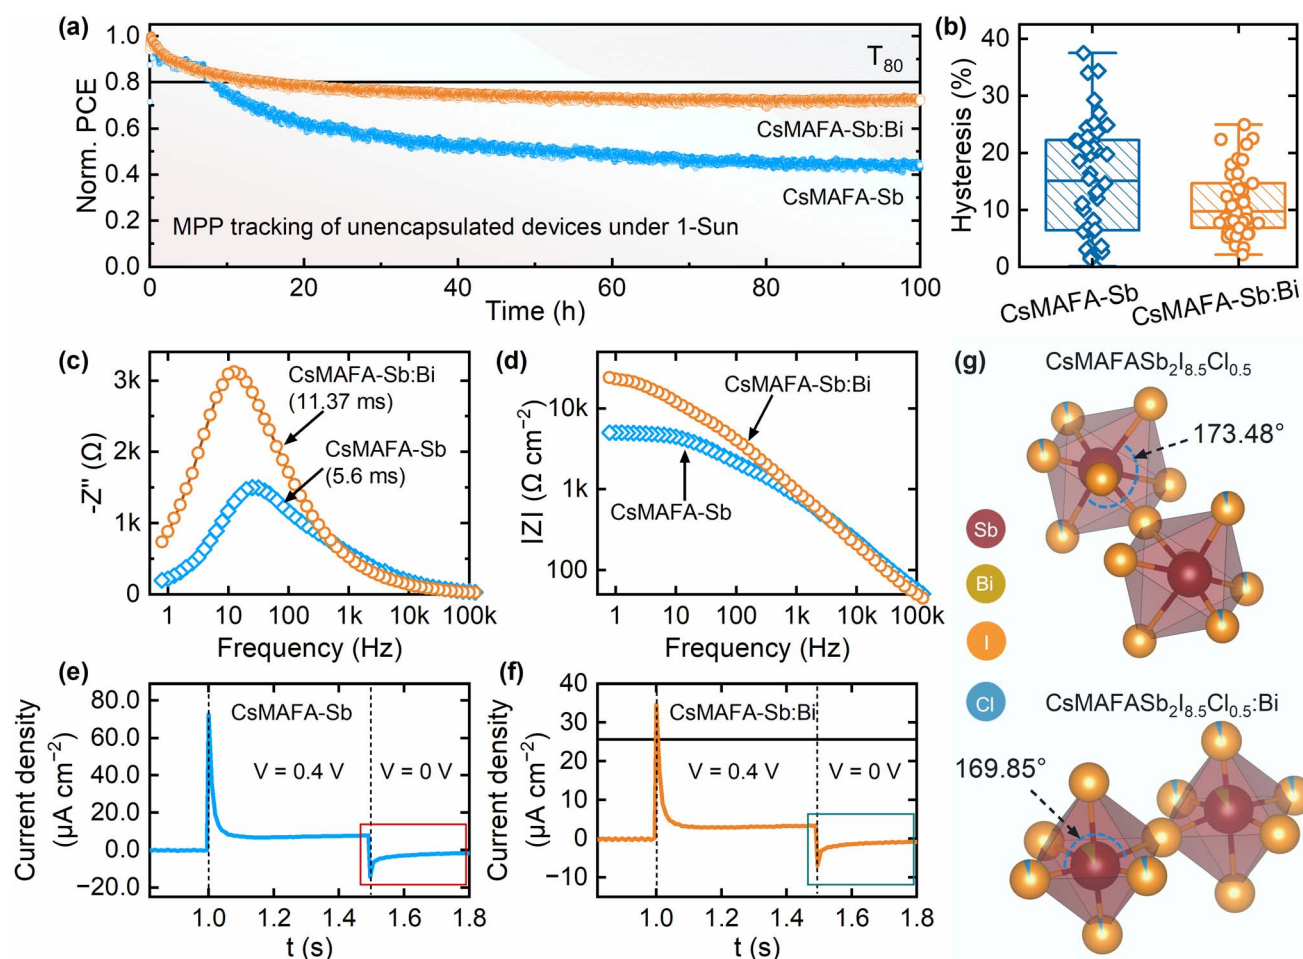 (a)
1.0
0.8
0.6
0.4
0.2
0.0
Norm. PCE
T80
CsMAFA-Sb:Bi
CsMAFA-Sb
MPP tracking of unencapsulated devices under 1-Sun
0 20 40 60 80 100
Time (h)
(b)
40
30
20
10
0
Hysteresis (%)
CsMAFA-Sb
CsMAFA-Sb:Bi
(c)
3k
2k
1k
0
-Z'' (Ω)
CsMAFA-Sb:Bi
(11.37 ms)
CsMAFA-Sb
(5.6 ms)
1 10 100 1k 10k 100k
Frequency (Hz)
(d)
10k
1k
100
|Z| (Ω cm−2)
CsMAFA-Sb:Bi
CsMAFA-Sb
1 10 100 1k 10k 100k
Frequency (Hz)
(g)
CsMAFASb2I8.5Cl0.5
173.48°
Sb
Bi
I
Cl
CsMAFASb2I8.5Cl0.5:Bi
169.85°
(e)
80.0
60.0
40.0
20.0
0.0
−20.0
Current density
(µA cm−2)
CsMAFA-Sb
V = 0.4 V
V = 0 V
1.0 1.2 1.4 1.6 1.8
t (s)
(f)
40
30
20
10
0
−10
Current density
(µA cm−2)
CsMAFA-Sb:Bi
V = 0.4 V
V = 0 V
1.0 1.2 1.4 1.6 1.8
t (s)